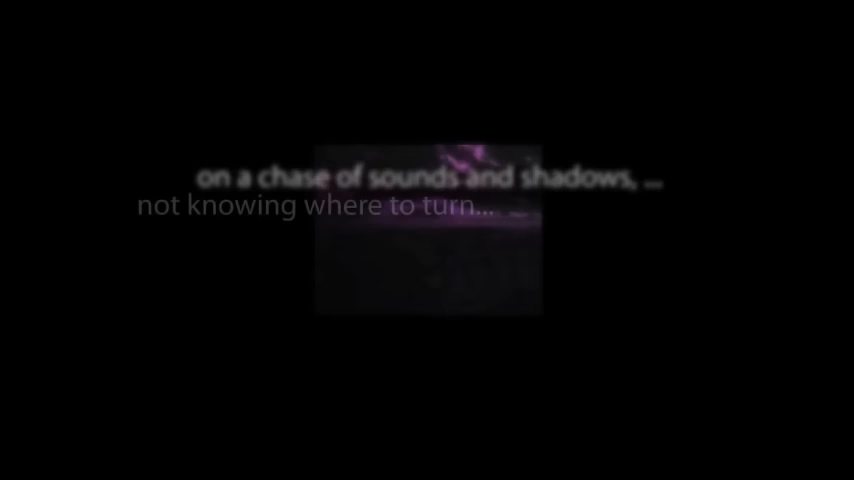 on a chase of sounds and shadows, ...
not knowing where to turn...